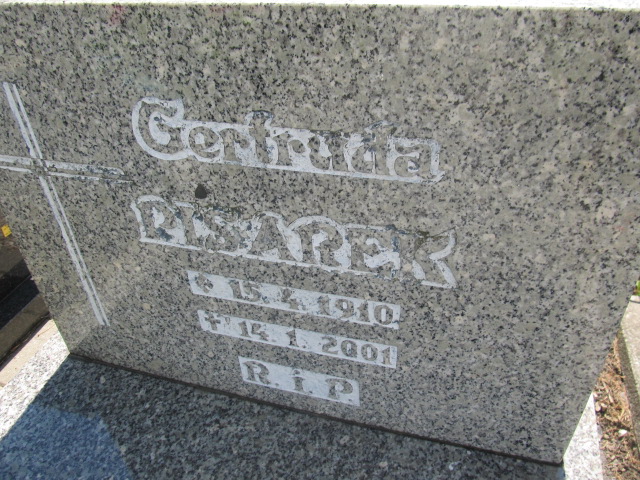 Gertruda
PISAREK
* 15.4.1910
✝ 14.1.2001
R.i.P.